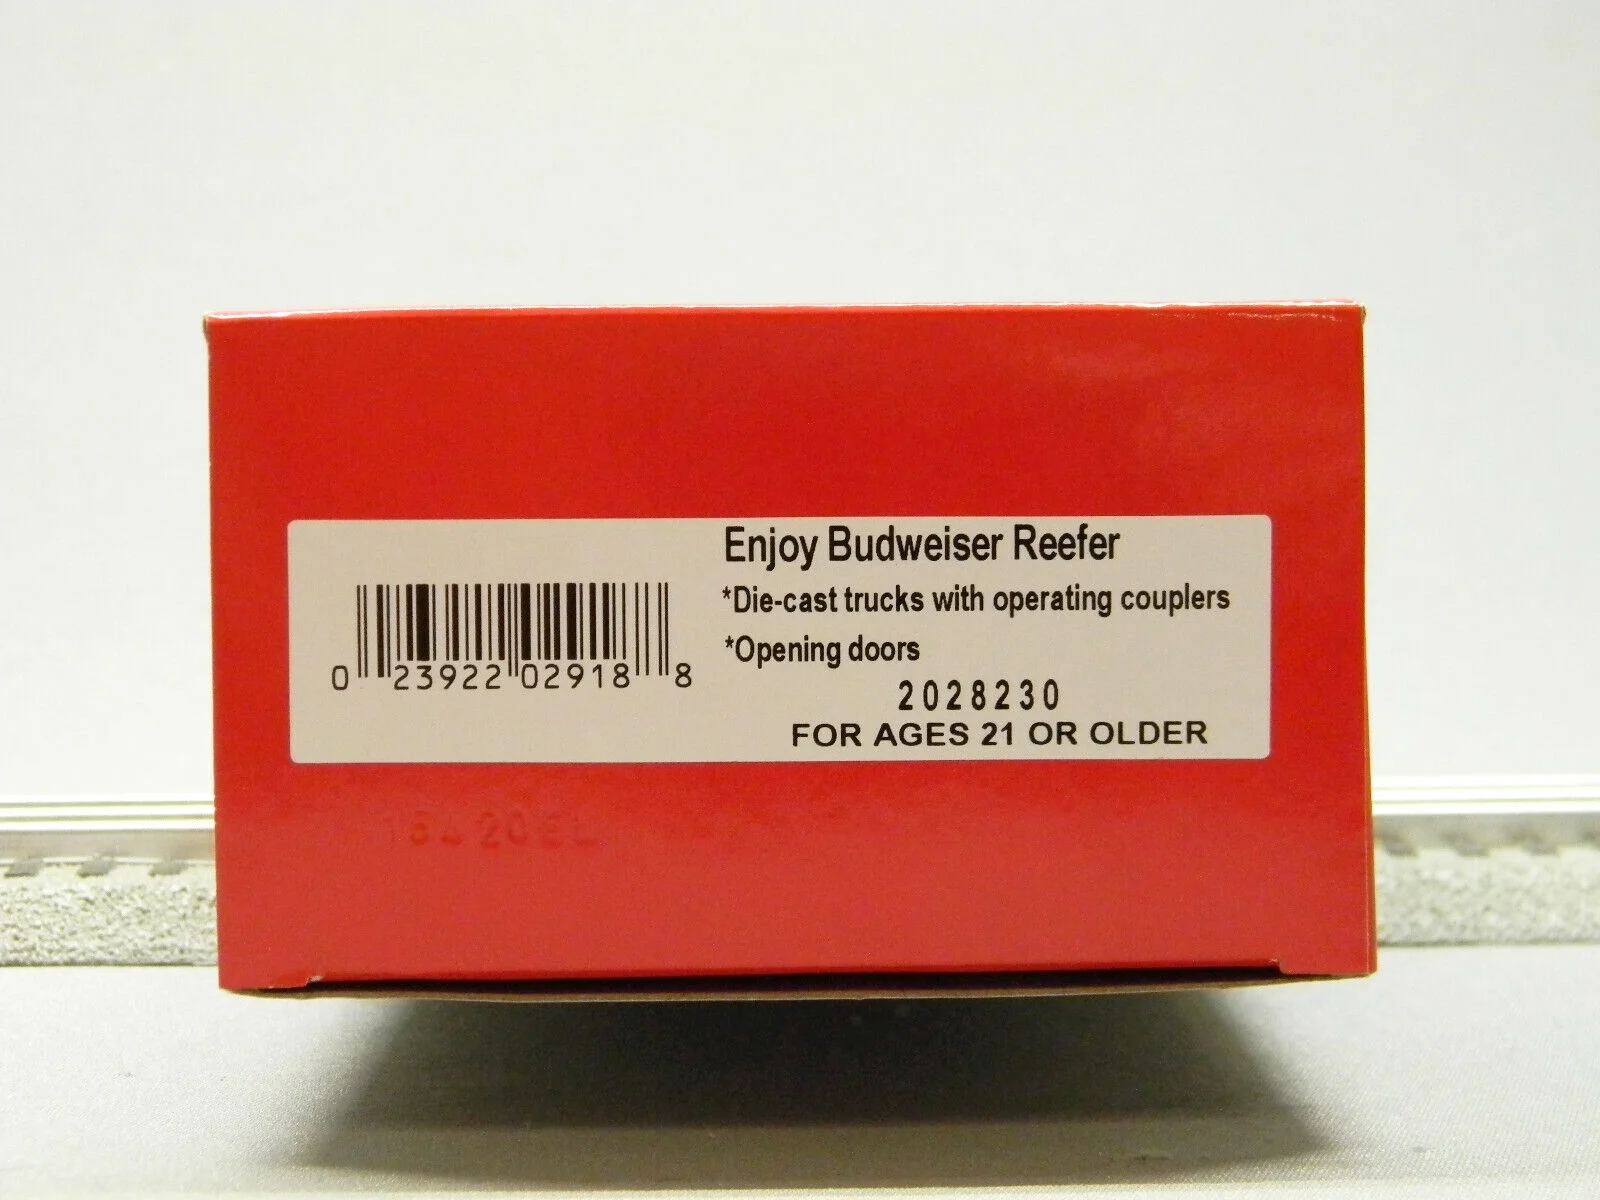 Enjoy Budweiser Reefer
*Die-cast trucks with operating couplers
*Opening doors
2028230
FOR AGES 21 OR OLDER
0 23922 02918 8